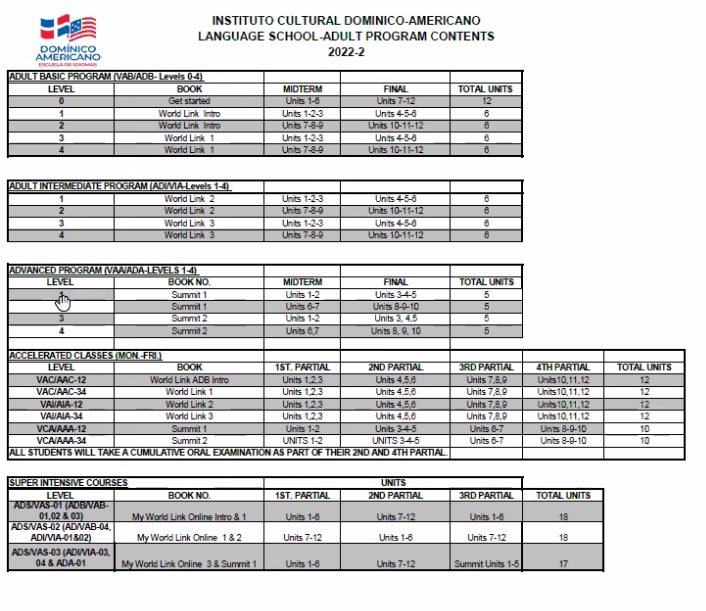 DOMÍNICO
AMERICANO
ESCUELA DE IDIOMAS
INSTITUTO CULTURAL DOMINICO-AMERICANO
LANGUAGE SCHOOL-ADULT PROGRAM CONTENTS
2022-2
ADULT BASIC PROGRAM (VAB/ADB- Levels 0-4)
LEVEL BOOK MIDTERM FINAL TOTAL UNITS
0 Get started Units 1-6 Units 7-12 12
1 World Link Intro Units 1-2-3 Units 4-5-6 6
2 World Link Intro Units 7-8-9 Units 10-11-12 6
3 World Link 1 Units 1-2-3 Units 4-5-6 6
4 World Link 1 Units 7-8-9 Units 10-11-12 6
ADULT INTERMEDIATE PROGRAM (ADI/VIA-Levels 1-4)
1 World Link 2 Units 1-2-3 Units 4-5-6 6
2 World Link 2 Units 7-8-9 Units 10-11-12 6
3 World Link 3 Units 1-2-3 Units 4-5-6 6
4 World Link 3 Units 7-8-9 Units 10-11-12 6
ADVANCED PROGRAM (VAA/ADA-LEVELS 1-4)
LEVEL BOOK NO. MIDTERM FINAL TOTAL UNITS
1 Summit 1 Units 1-2 Units 3-4-5 5
Summit 1 Units 6-7 Units 8-9-10 5
3 Summit 2 Units 1-2 Units 3, 4,5 5
4 Summit 2 Units 6,7 Units 8, 9, 10 5
ACCELERATED CLASSES (MON.-FRI.)
LEVEL BOOK 1ST. PARTIAL 2ND PARTIAL 3RD PARTIAL 4TH PARTIAL TOTAL UNITS
VAC/AAC-12 World Link ADB Intro Units 1,2,3 Units 4,5,6 Units 7,8,9 Units10,11,12 12
VAC/AAC-34 World Link 1 Units 1,2,3 Units 4,5,6 Units 7,8,9 Units10,11,12 12
VAI/AIA-12 World Link 2 Units 1,2,3 Units 4,5,6 Units 7,8,9 Units10,11,12 12
VAI/AIA-34 World Link 3 Units 1,2,3 Units 4,5,6 Units 7,8,9 Units10,11,12 12
VCA/AAA-12 Summit 1 Units 1-2 Units 3-4-5 Units 6-7 Units 8-9-10 10
VCA/AAA-34 Summit 2 UNITS 1-2 UNITS 3-4-5 Units 6-7 Units 8-9-10 10
ALL STUDENTS WILL TAKE A CUMULATIVE ORAL EXAMINATION AS PART OF THEIR 2ND AND 4TH PARTIAL.
SUPER INTENSIVE COURSES UNITS
LEVEL BOOK NO. 1ST. PARTIAL 2ND PARTIAL 3RD PARTIAL TOTAL UNITS
ADS/VAS-01 (ADB/VAB-
01,02 & 03) My World Link Online Intro & 1 Units 1-6 Units 7-12 Units 1-6 18
ADS/VAS-02 (AD/VAB-04,
ADI/VIA-01&02) My World Link Online 1 & 2 Units 7-12 Units 1-6 Units 7-12 18
ADS/VAS-03 (ADI/VIA-03,
04 & ADA-01 My World Link Online 3 & Summit 1 Units 1-6 Units 7-12 Summit Units 1-5 17